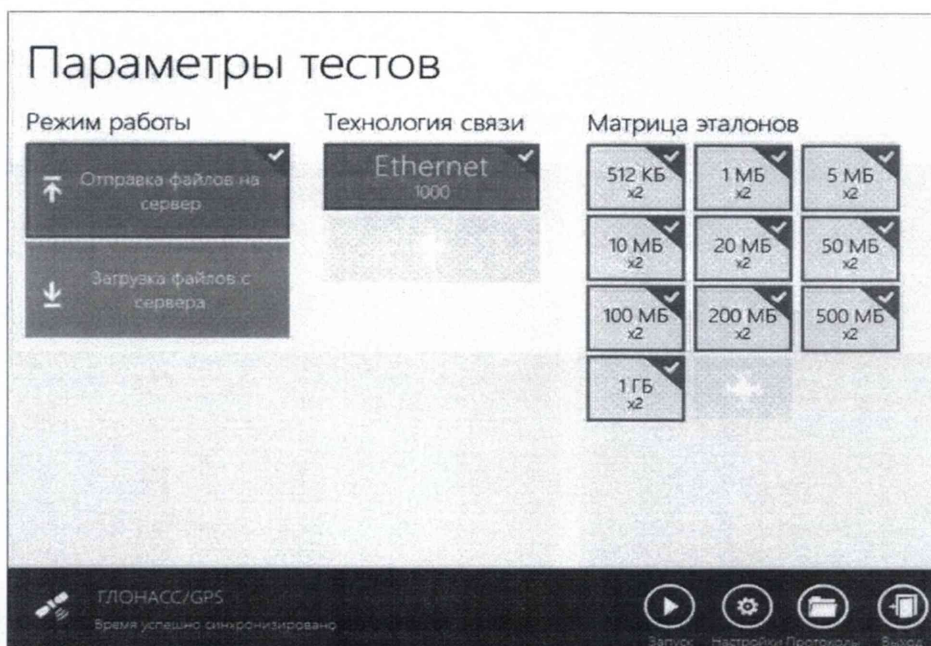 Параметры тестов
Режим работы
Отправка файлов на
сервер
Загрузка файлов с
сервера
Технология связи
Ethernet
1000
Матрица эталонов
512 КБ
x2
1 МБ
x2
5 МБ
x2
10 МБ
x2
20 МБ
x2
50 МБ
x2
100 МБ
x2
200 МБ
x2
500 МБ
x2
1 ГБ
x2
ГЛОНАСС/GPS
Время успешно синхронизировано
Запуск
Настройки
Протоколы
Выход